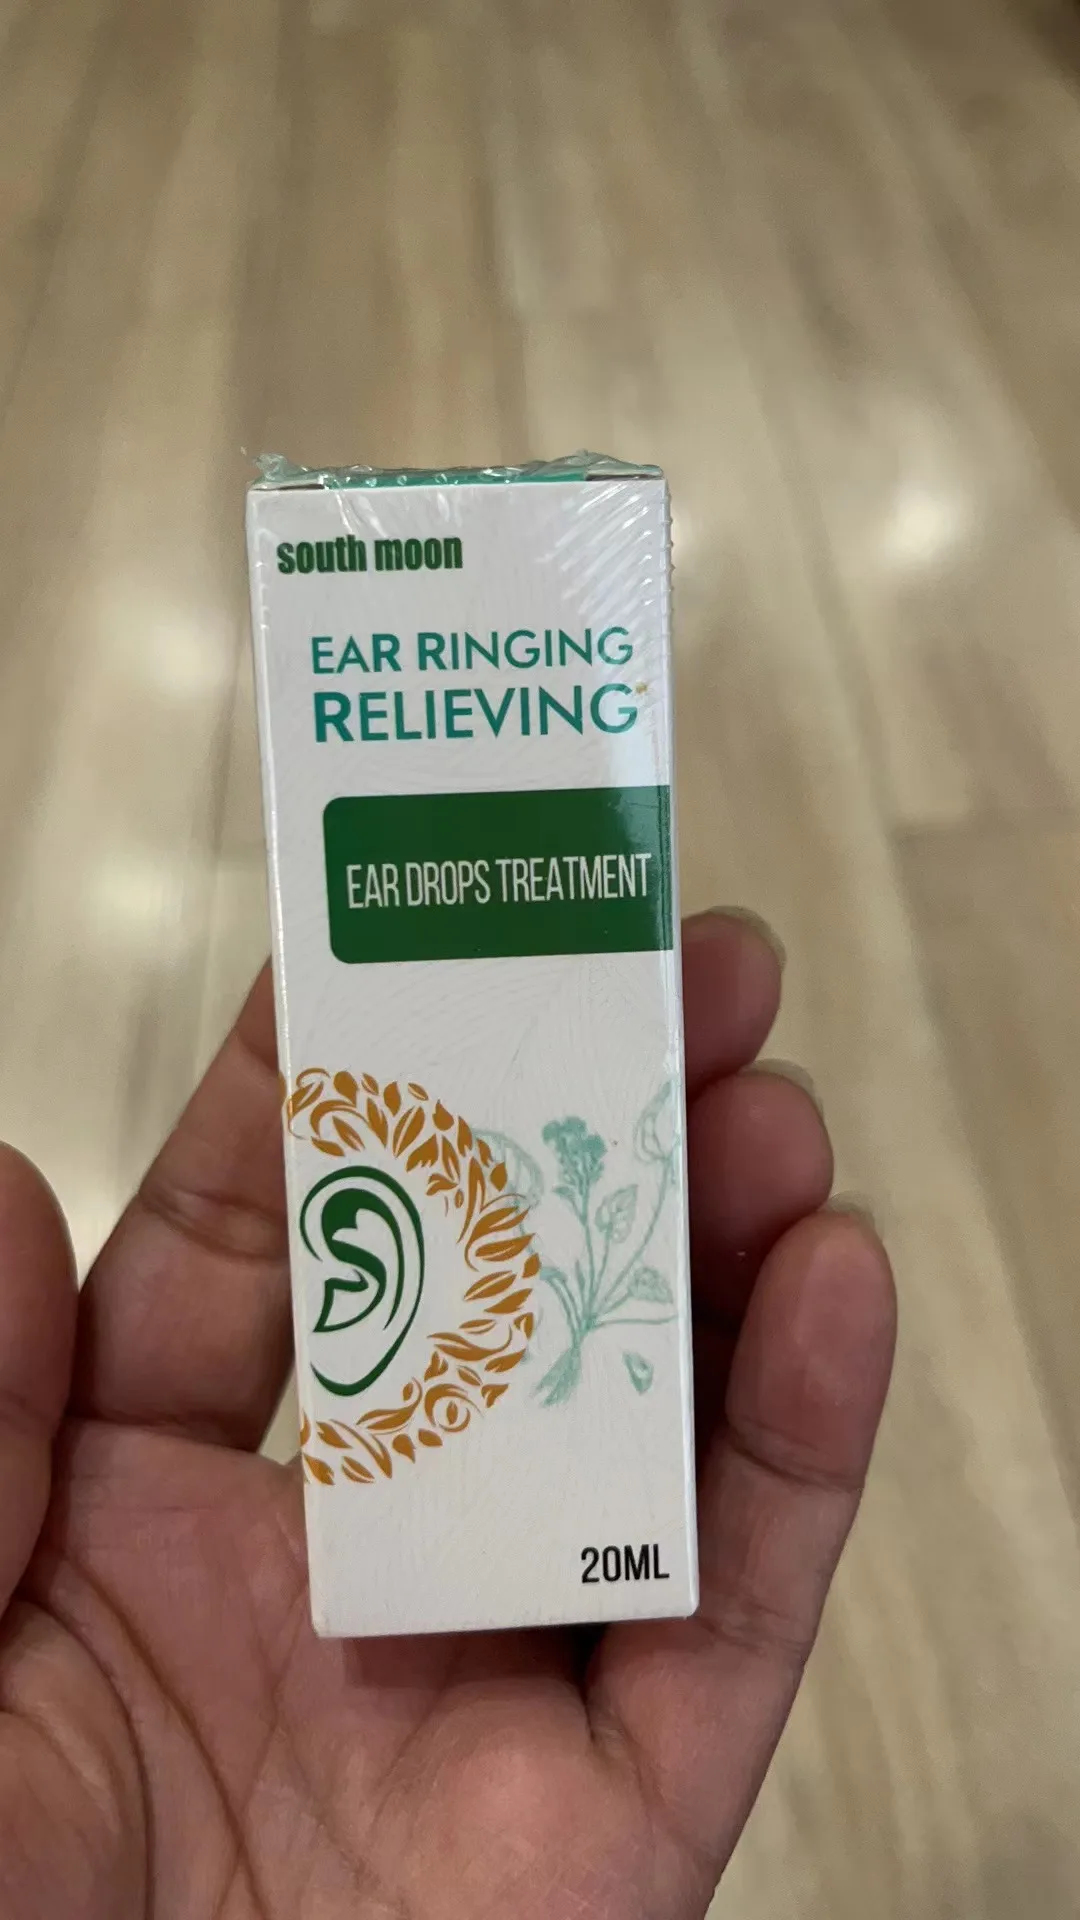 south moon
EAR RINGING
RELIEVING
EAR DROPS TREATMENT
20ML